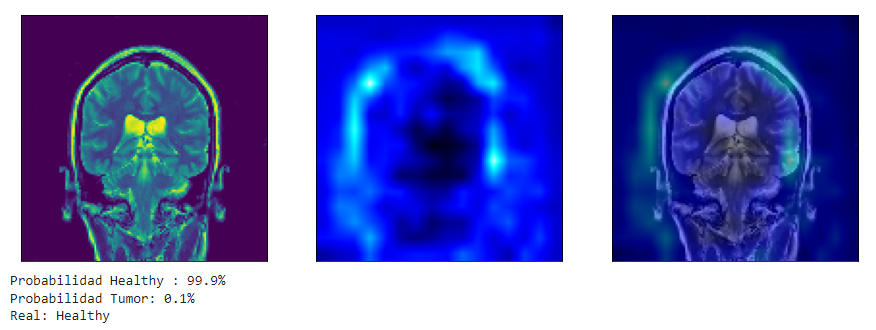 Probabilidad Healthy : 99.9%
Probabilidad Tumor: 0.1%
Real: Healthy